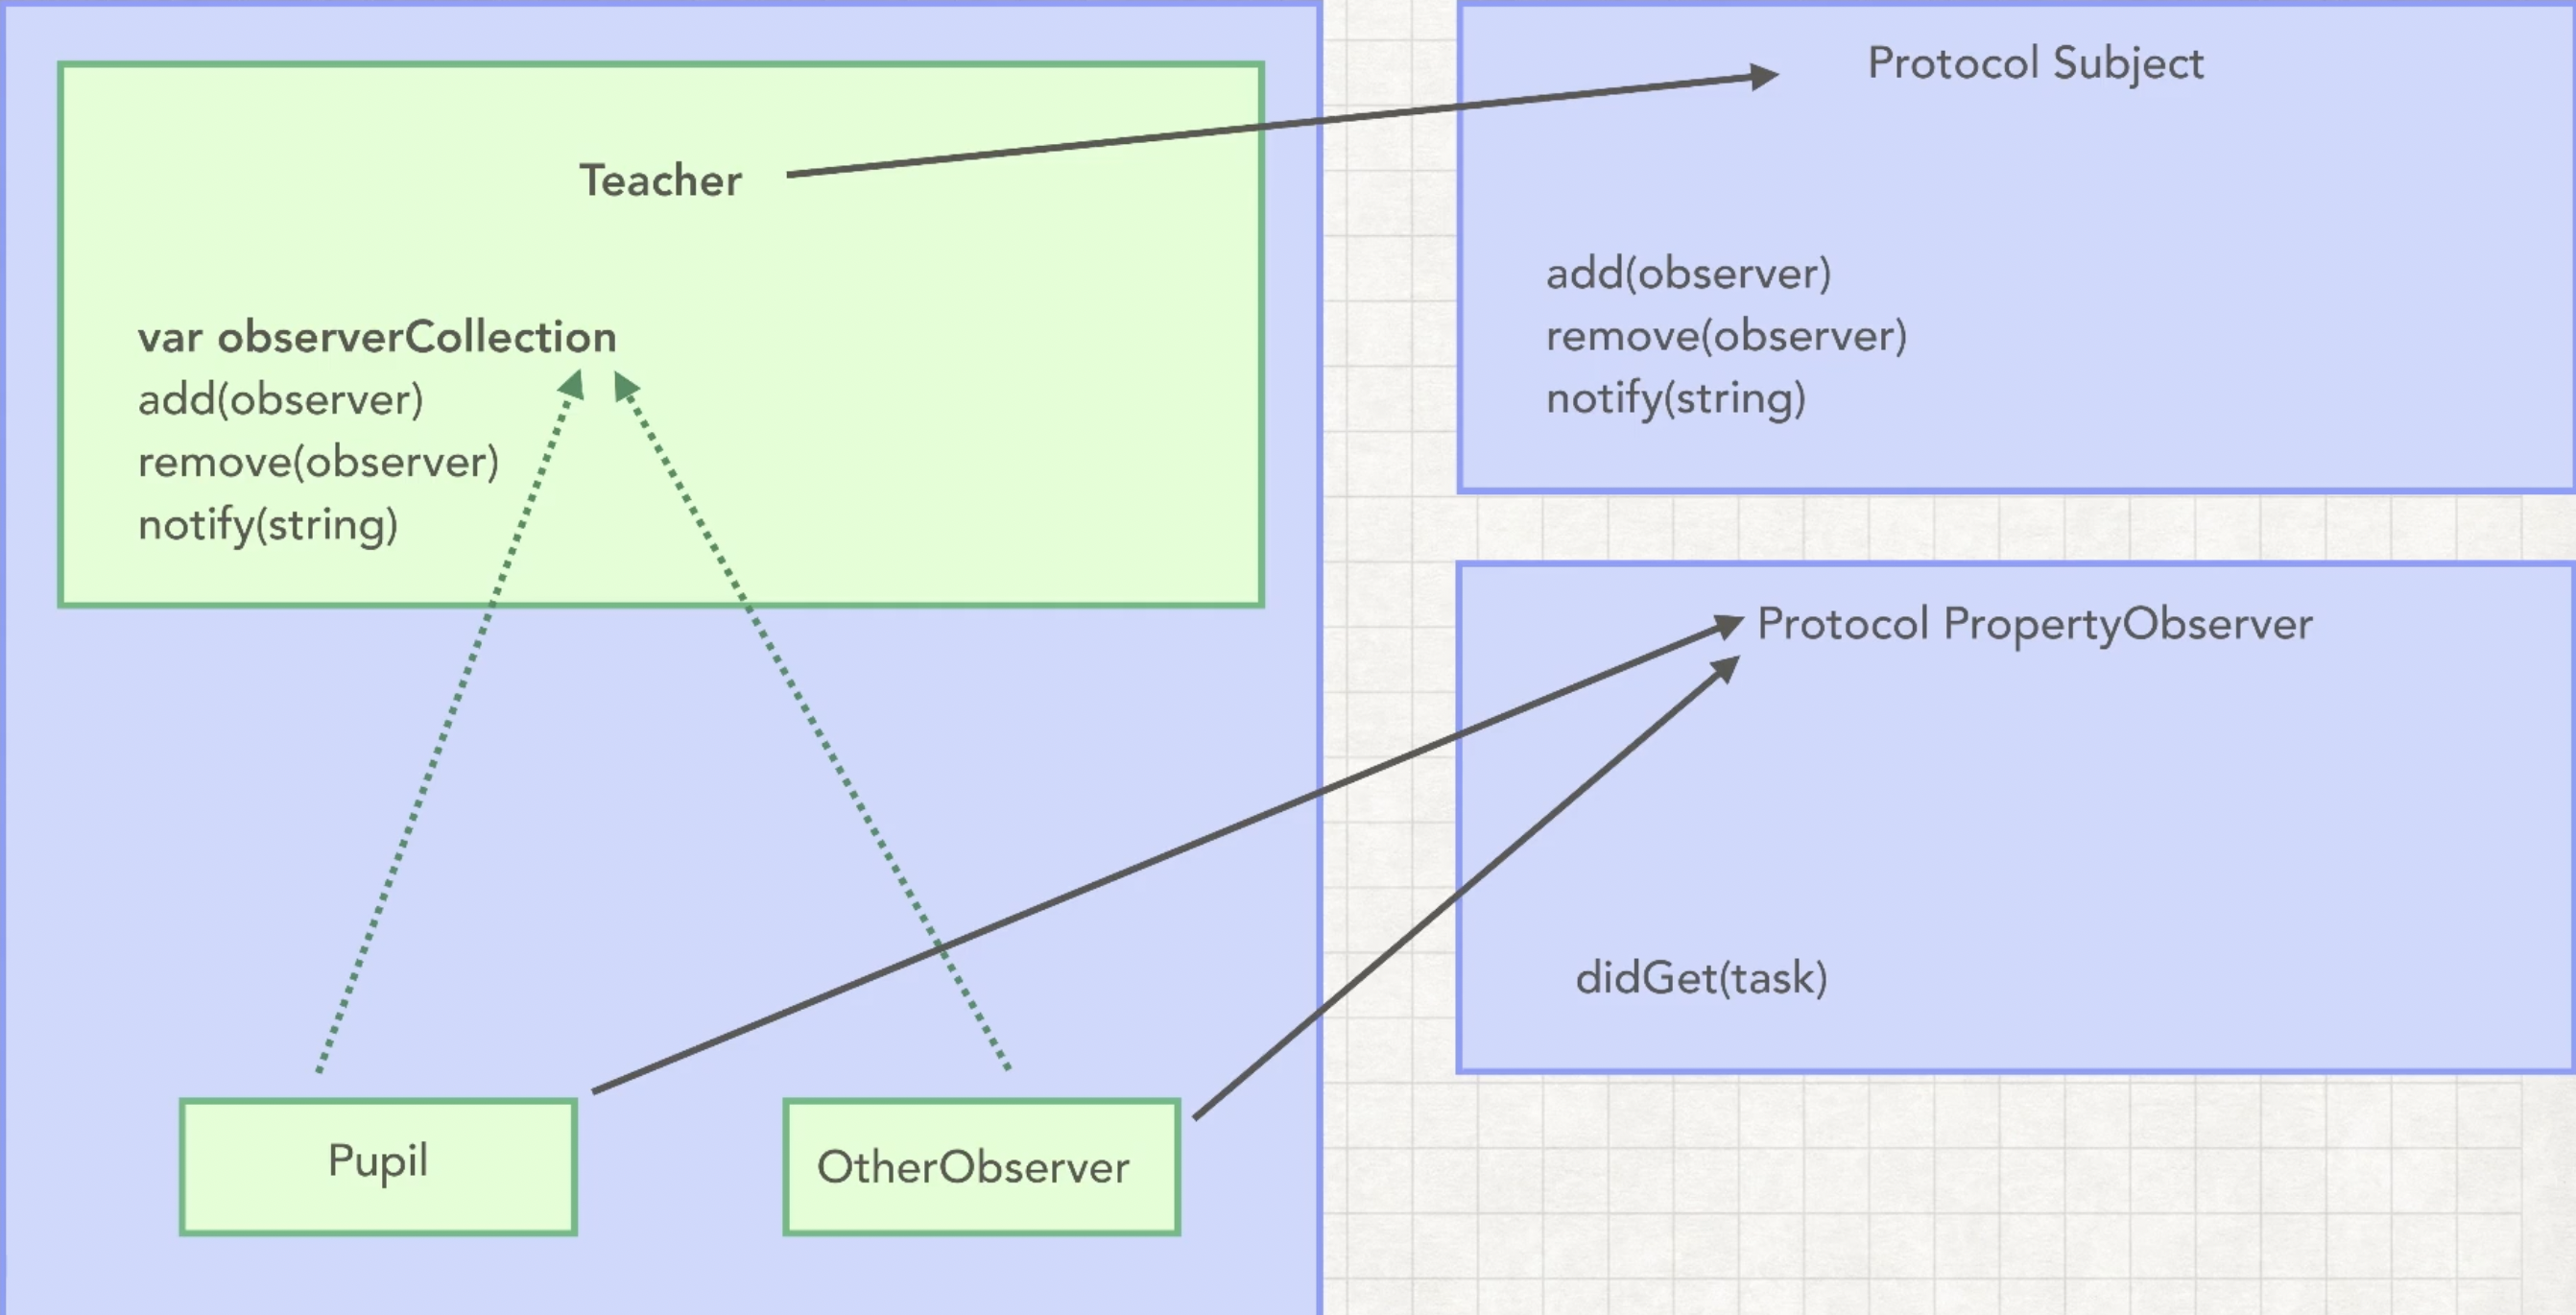 Teacher
var observerCollection
add(observer)
remove(observer)
notify(string)
Pupil
OtherObserver
Protocol Subject
add(observer)
remove(observer)
notify(string)
Protocol PropertyObserver
didGet(task)